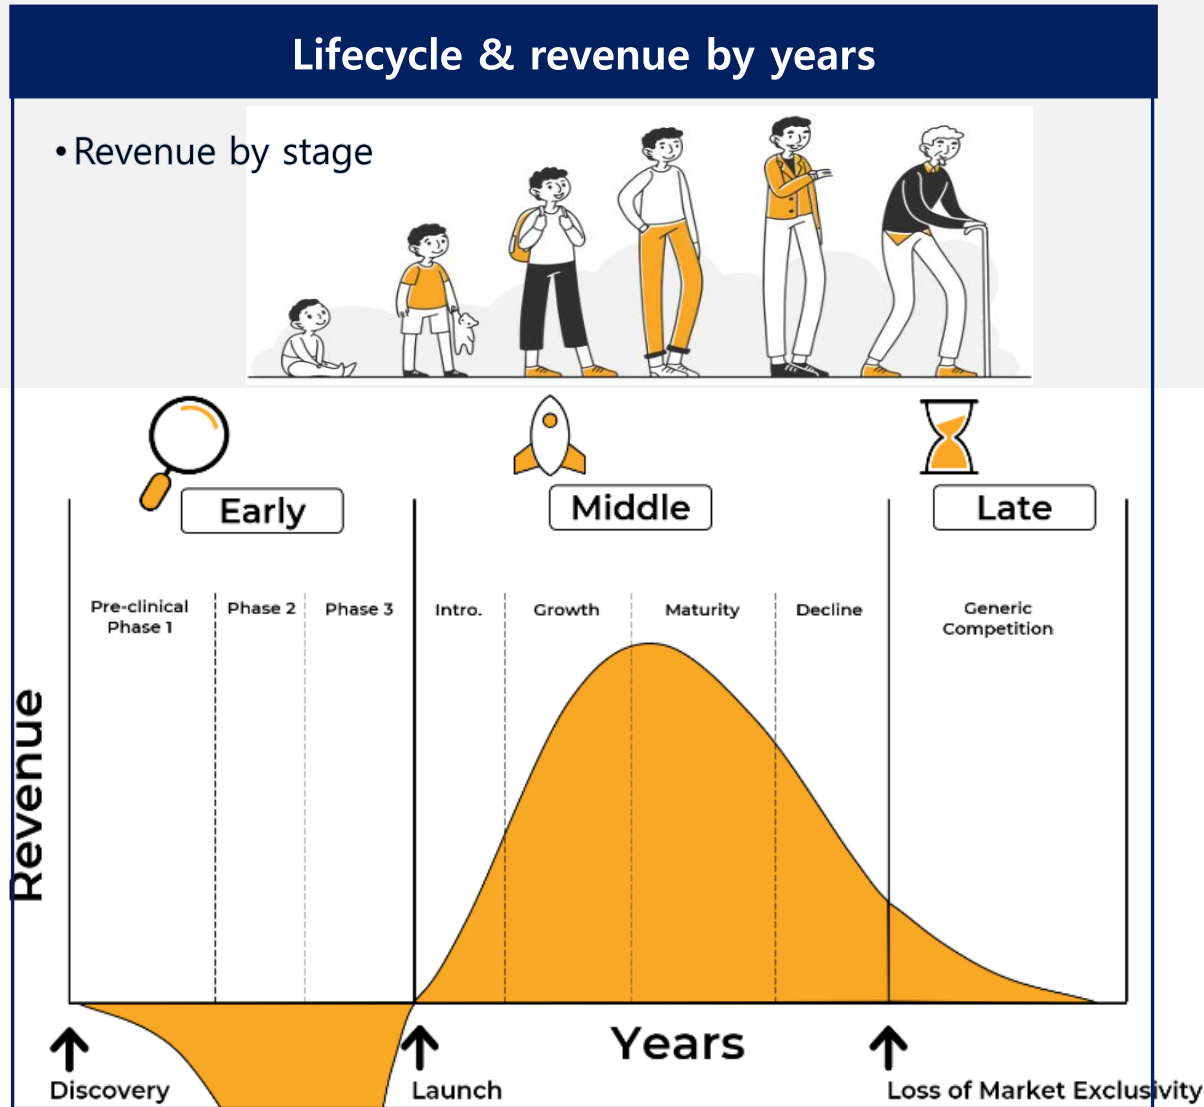 Lifecycle & revenue by years
• Revenue by stage
Early
Middle
Late
Pre-clinical
Phase 1
Phase 2
Phase 3
Intro.
Growth
Maturity
Decline
Generic
Competition
Revenue
Years
Discovery
Launch
Loss of Market Exclusivity